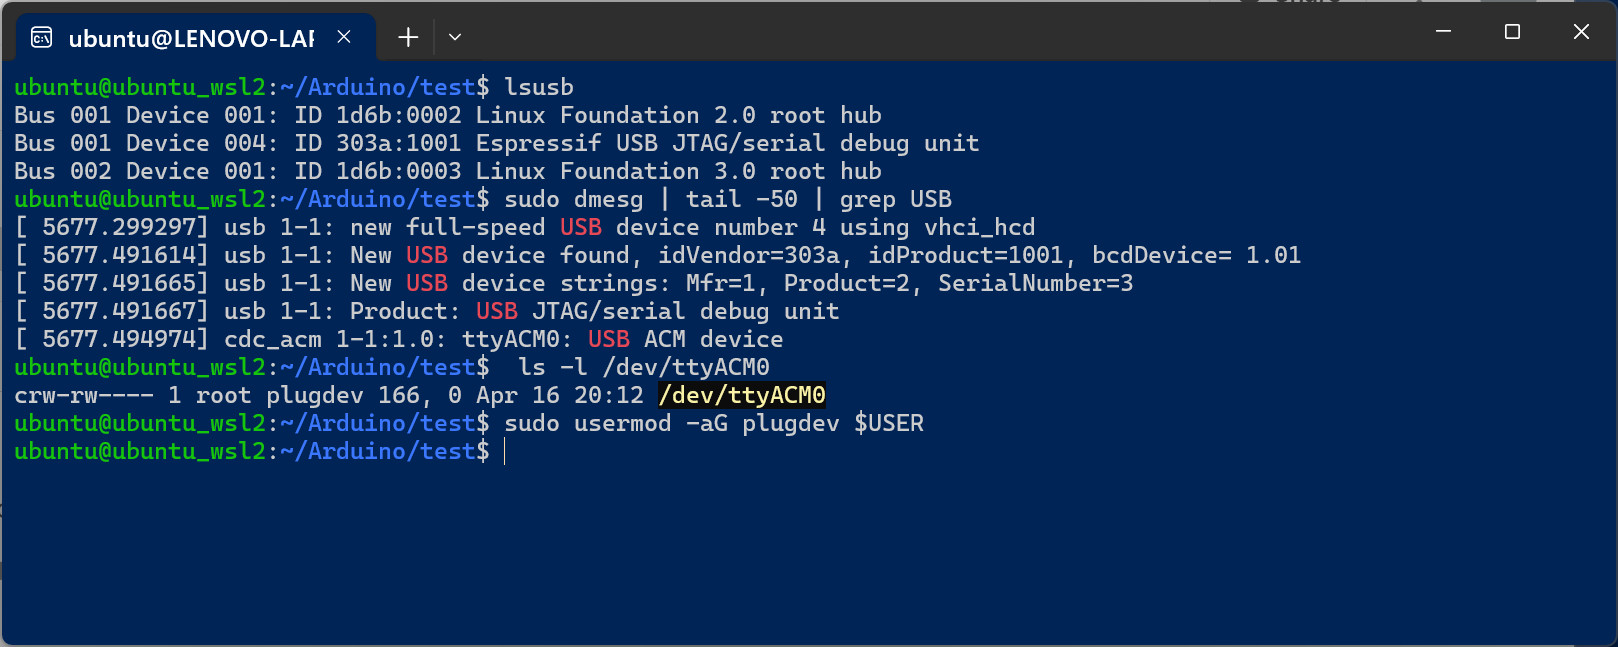 ubuntu@LENOVO-LAP
ubuntu@ubuntu_wsl2:~/Arduino/test$ lsusb
Bus 001 Device 001: ID 1d6b:0002 Linux Foundation 2.0 root hub
Bus 001 Device 004: ID 303a:1001 Espressif USB JTAG/serial debug unit
Bus 002 Device 001: ID 1d6b:0003 Linux Foundation 3.0 root hub
ubuntu@ubuntu_wsl2:~/Arduino/test$ sudo dmesg | tail -50 | grep USB
[ 5677.299297] usb 1-1: new full-speed USB device number 4 using vhci_hcd
[ 5677.491614] usb 1-1: New USB device found, idVendor=303a, idProduct=1001, bcdDevice= 1.01
[ 5677.491665] usb 1-1: New USB device strings: Mfr=1, Product=2, SerialNumber=3
[ 5677.491667] usb 1-1: Product: USB JTAG/serial debug unit
[ 5677.494974] cdc_acm 1-1:1.0: ttyACM0: USB ACM device
ubuntu@ubuntu_wsl2:~/Arduino/test$  ls -l /dev/ttyACM0
crw-rw---- 1 root plugdev 166, 0 Apr 16 20:12 /dev/ttyACM0
ubuntu@ubuntu_wsl2:~/Arduino/test$ sudo usermod -aG plugdev $USER
ubuntu@ubuntu_wsl2:~/Arduino/test$